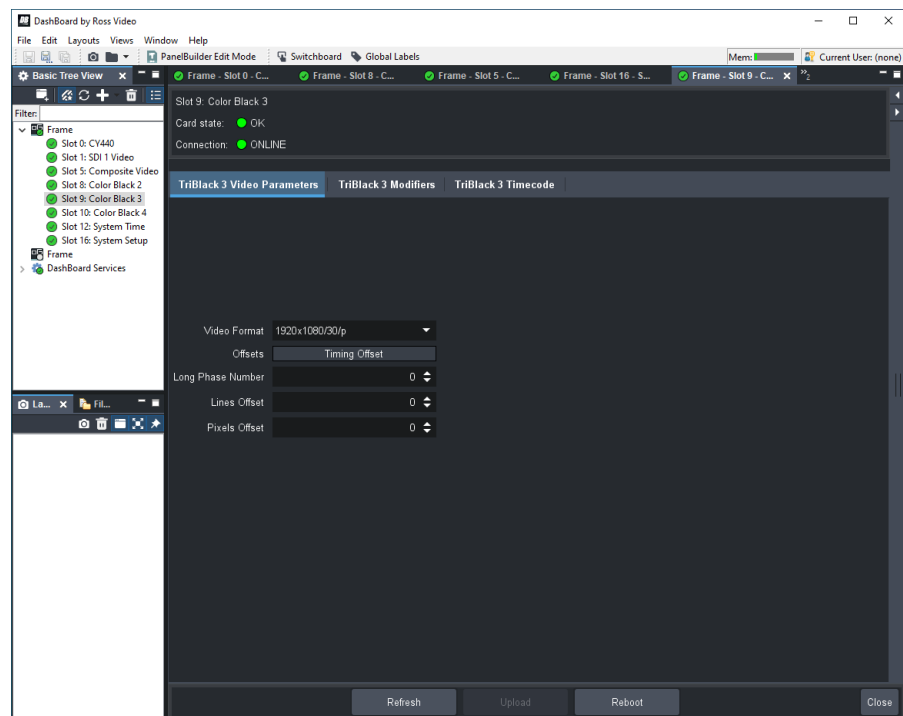 DashBoard by Ross Video
File Edit Layouts Views Window Help
PanelBuilder Edit Mode Switchboard Global Labels Mem: Current User: (none)
Basic Tree View
Frame - Slot 0 - C... Frame - Slot 8 - C... Frame - Slot 5 - C... Frame - Slot 16 - S... Frame - Slot 9 - C... 2
Filter:
Frame
Slot 0: CY440
Slot 1: SDI 1 Video
Slot 5: Composite Video
Slot 8: Color Black 2
Slot 9: Color Black 3
Slot 10: Color Black 4
Slot 12: System Time
Slot 16: System Setup
Frame
DashBoard Services
La... Fil...
Slot 9: Color Black 3
Card state: OK
Connection: ONLINE
TriBlack 3 Video Parameters TriBlack 3 Modifiers TriBlack 3 Timecode
Video Format 1920x1080/30/p
Offsets Timing Offset
Long Phase Number 0
Lines Offset 0
Pixels Offset 0
Refresh Upload Reboot Close